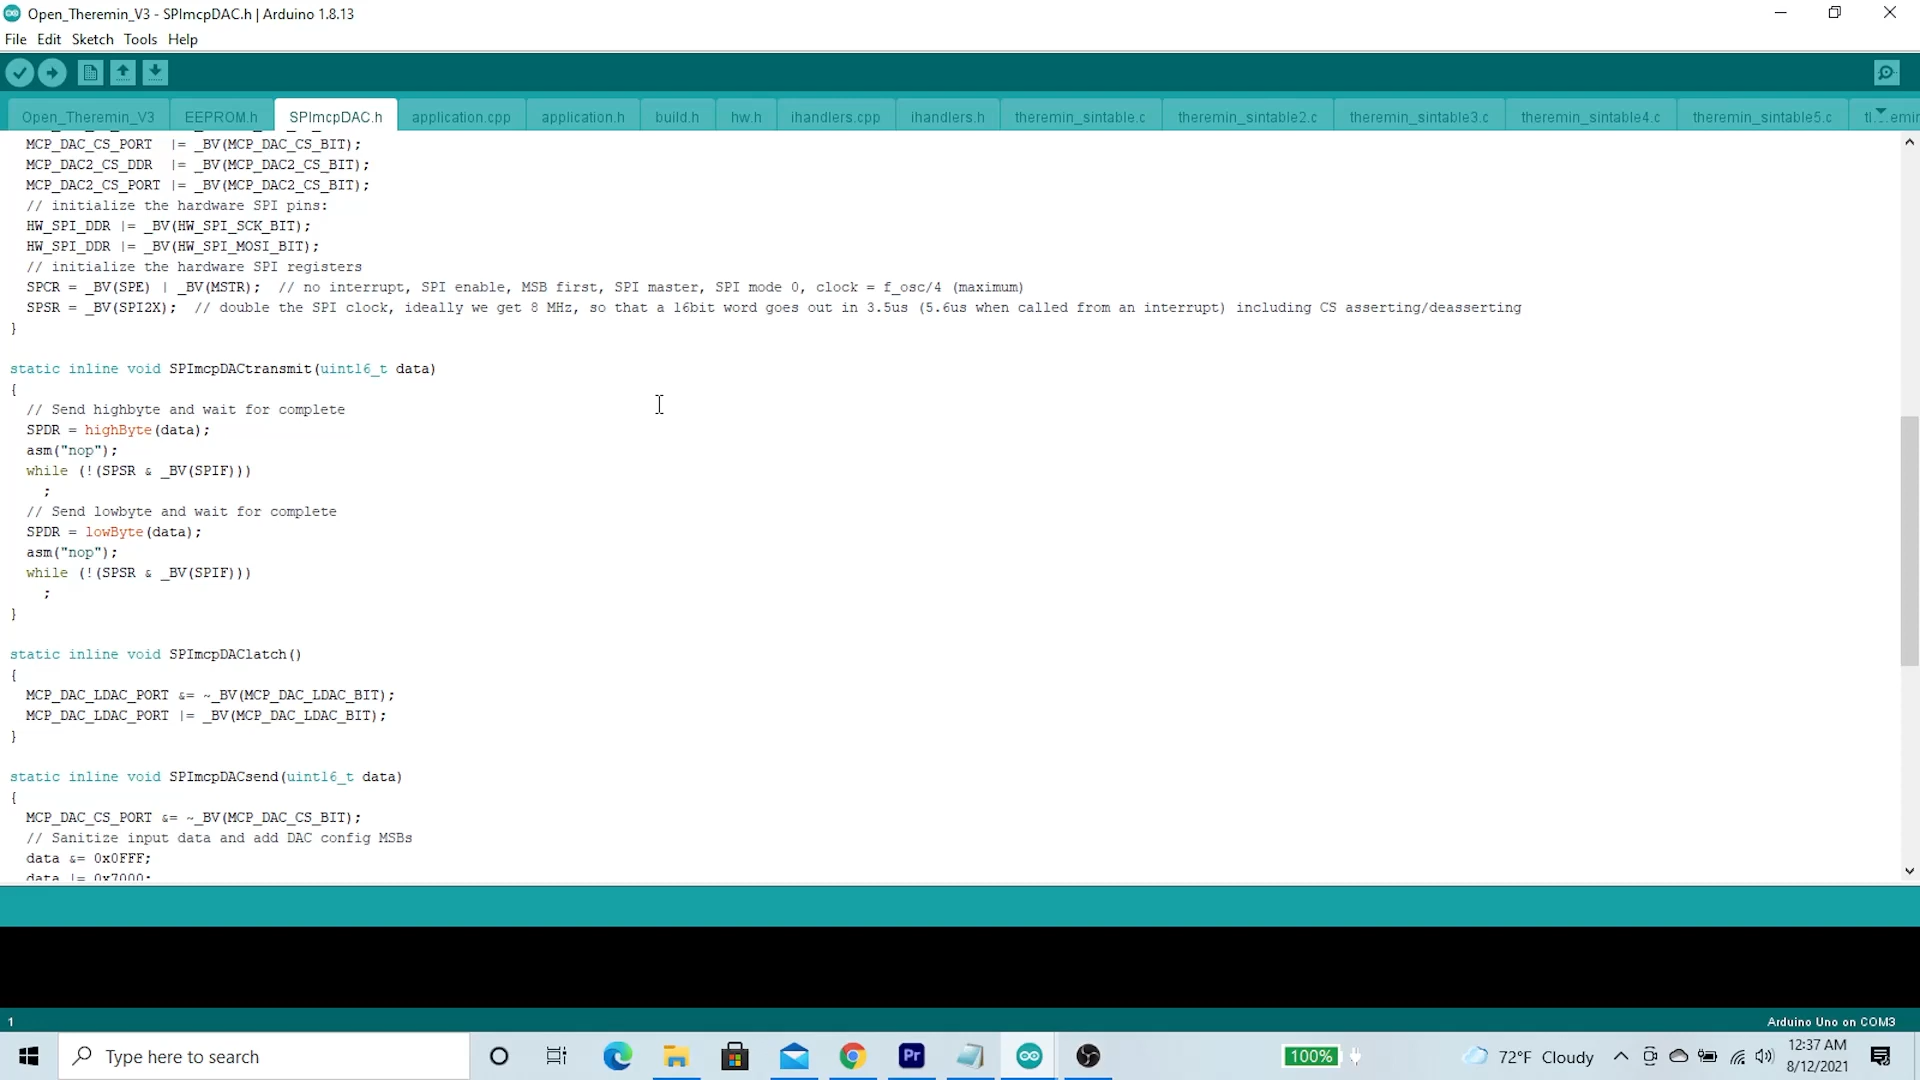 Open_Theremin_V3 - SPImcpDAC.h | Arduino 1.8.13
File Edit Sketch Tools Help
Open_Theremin_V3 EEPROM.h SPImcpDAC.h application.cpp application.h build.h hw.h ihandlers.cpp ihandlers.h theremin_sintable.c theremin_sintable2.c theremin_sintable3.c theremin_sintable4.c theremin_sintable5.c
MCP_DAC_CS_PORT |= _BV(MCP_DAC_CS_BIT);
MCP_DAC2_CS_DDR |= _BV(MCP_DAC2_CS_BIT);
MCP_DAC2_CS_PORT |= _BV(MCP_DAC2_CS_BIT);
// initialize the hardware SPI pins:
HW_SPI_DDR |= _BV(HW_SPI_SCK_BIT);
HW_SPI_DDR |= _BV(HW_SPI_MOSI_BIT);
// initialize the hardware SPI registers
SPCR = _BV(SPE) | _BV(MSTR); // no interrupt, SPI enable, MSB first, SPI master, SPI mode 0, clock = f_osc/4 (maximum)
SPSR = _BV(SPI2X); // double the SPI clock, ideally we get 8 MHz, so that a 16bit word goes out in 3.5us (5.6us when called from an interrupt) including CS asserting/deasserting
}
static inline void SPImcpDACtransmit(uint16_t data)
{
// Send highbyte and wait for complete
SPDR = highByte(data);
asm("nop");
while (!(SPSR & _BV(SPIF)))
;
// Send lowbyte and wait for complete
SPDR = lowByte(data);
asm("nop");
while (!(SPSR & _BV(SPIF)))
;
}
static inline void SPImcpDAClatch()
{
MCP_DAC_LDAC_PORT &= ~_BV(MCP_DAC_LDAC_BIT);
MCP_DAC_LDAC_PORT |= _BV(MCP_DAC_LDAC_BIT);
}
static inline void SPImcpDACsend(uint16_t data)
{
MCP_DAC_CS_PORT &= ~_BV(MCP_DAC_CS_BIT);
// Sanitize input data and add DAC config MSBs
data &= 0x0FFF;
data |= 0x7000;
1
Arduino Uno on COM3
Type here to search
Pr
100%
72°F Cloudy
12:37 AM
8/12/2021